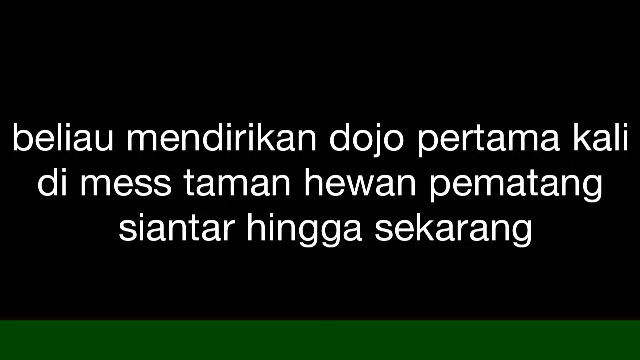 beliau mendirikan dojo pertama kali
di mess taman hewan pematang
siantar hingga sekarang